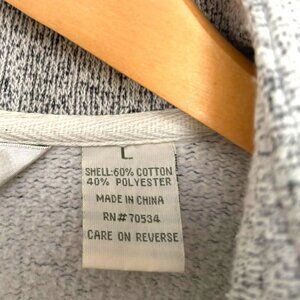 L
SHELL:60% COTTON
40% POLYESTER
MADE IN CHINA
RN# 70534
CARE ON REVERSE